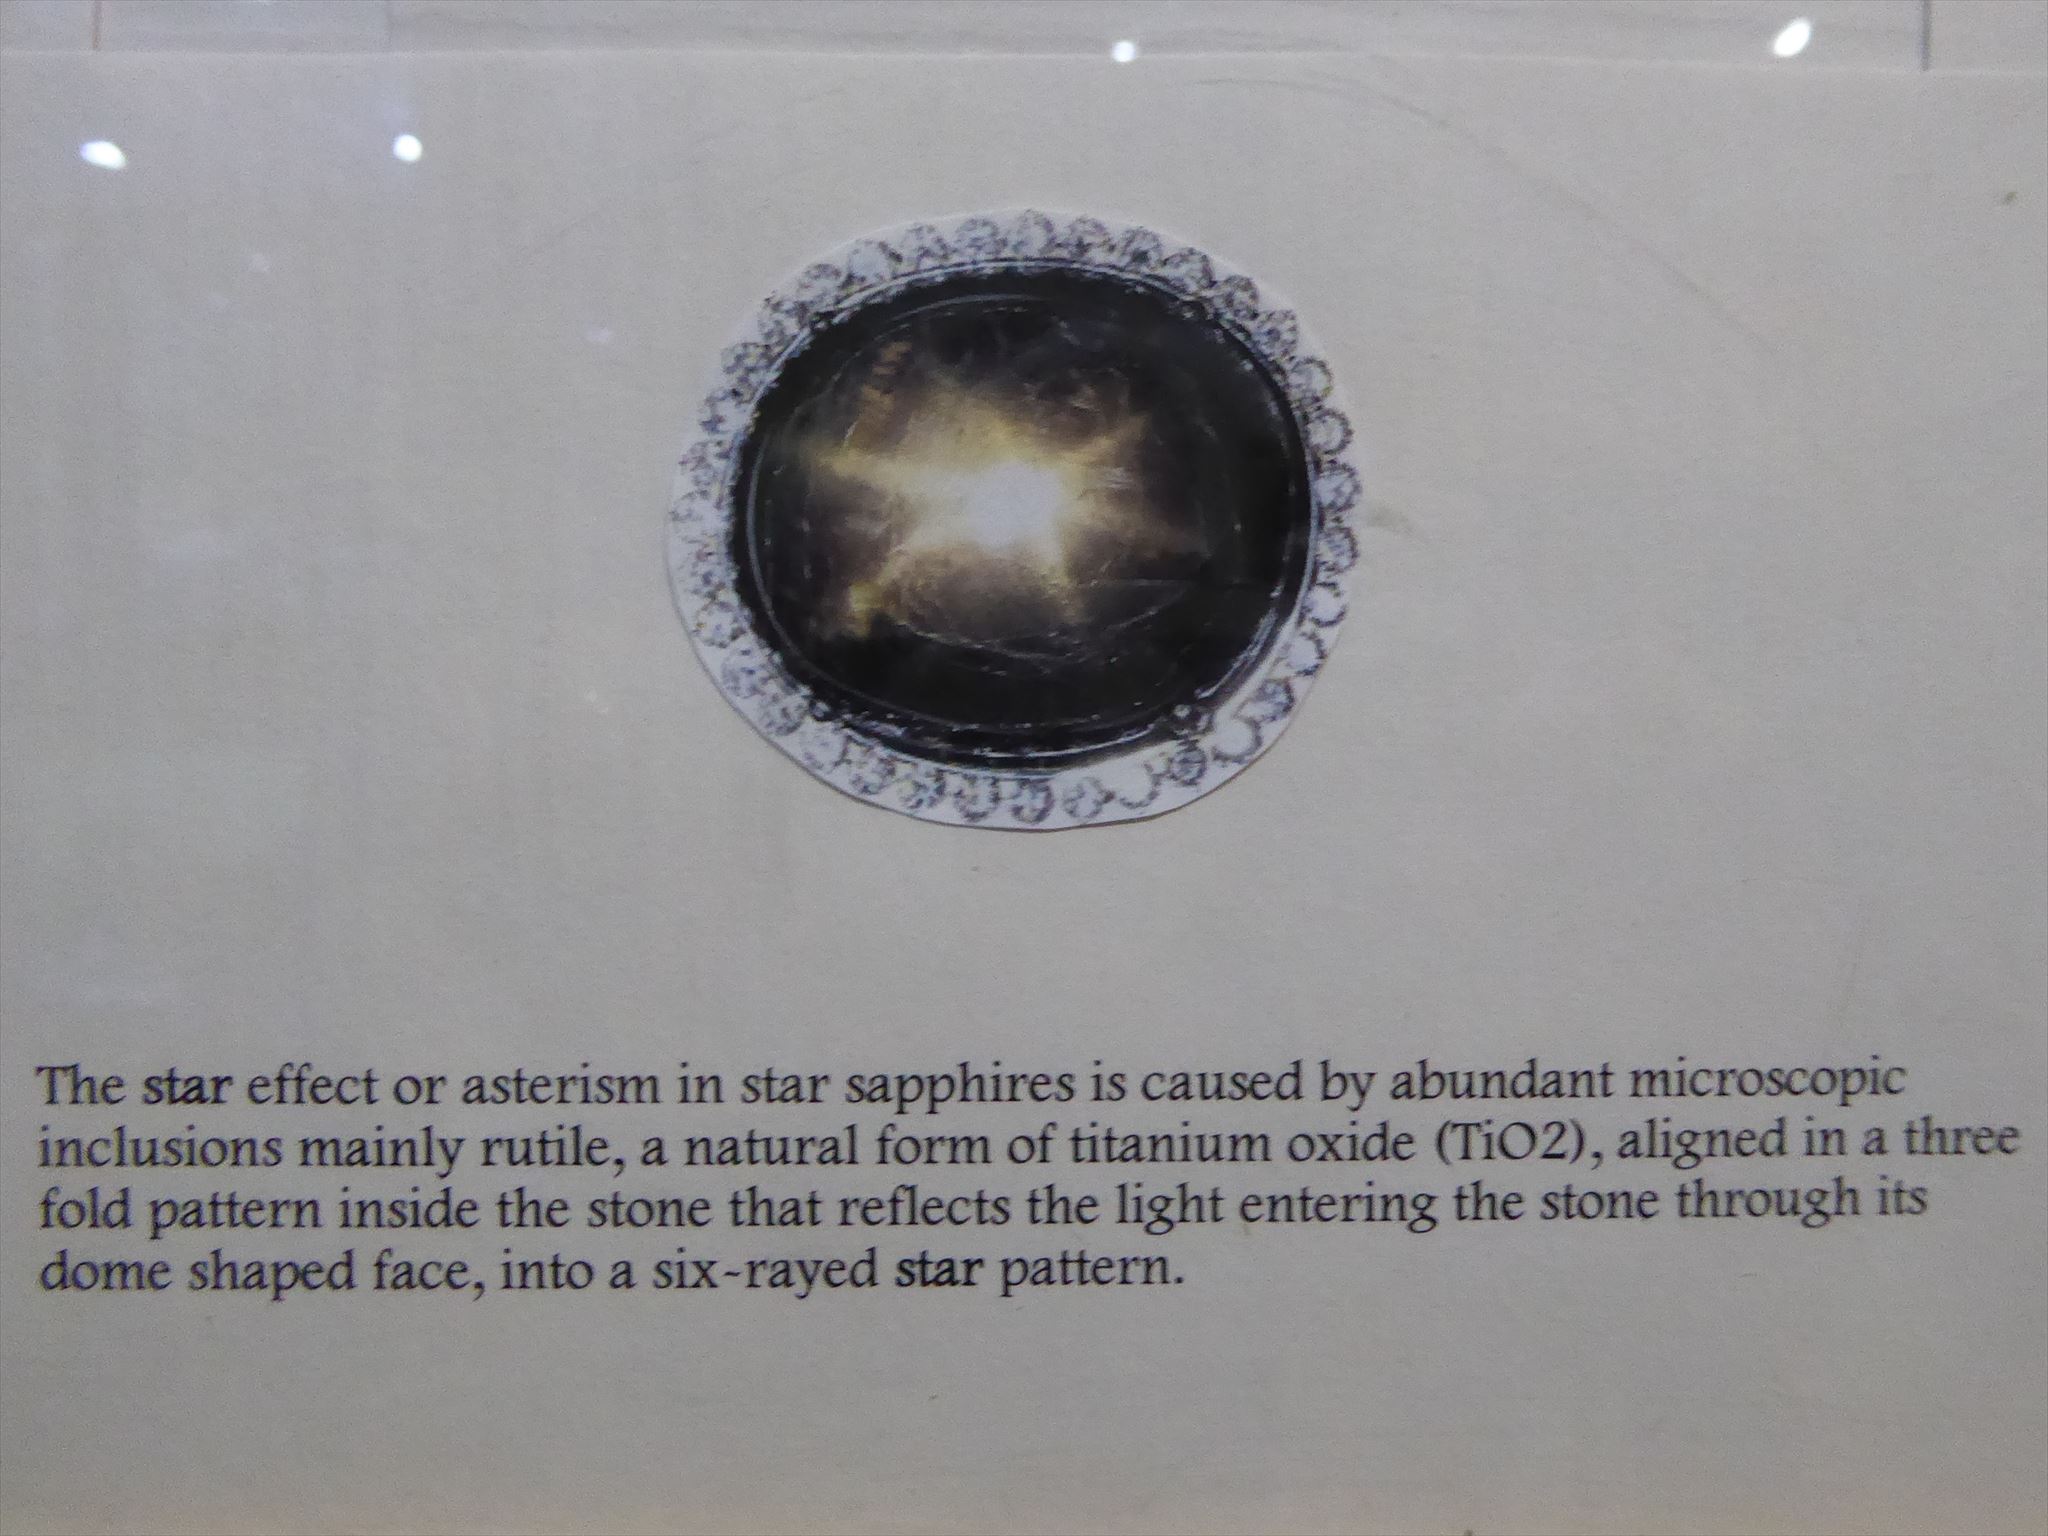 The star effect or asterism in star sapphires is caused by abundant microscopic
inclusions mainly rutile, a natural form of titanium oxide (TiO2), aligned in a three
fold pattern inside the stone that reflects the light entering the stone through its
dome shaped face, into a six-rayed star pattern.